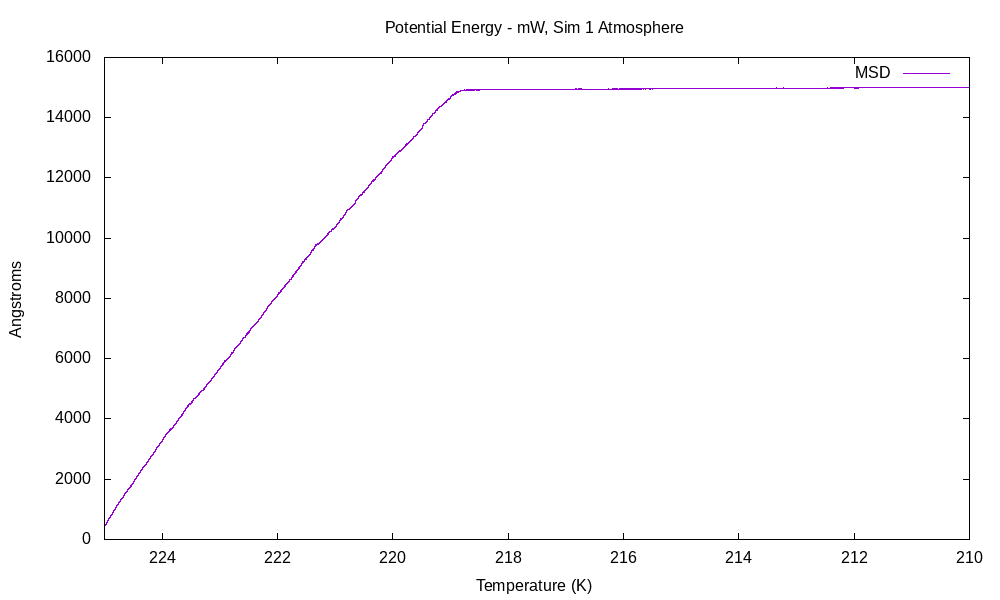 Potential Energy - mW, Sim 1 Atmosphere
16000
14000
12000
10000
8000
6000
4000
2000
0
Angstroms
MSD
224 222 220 218 216 214 212 210
Temperature (K)